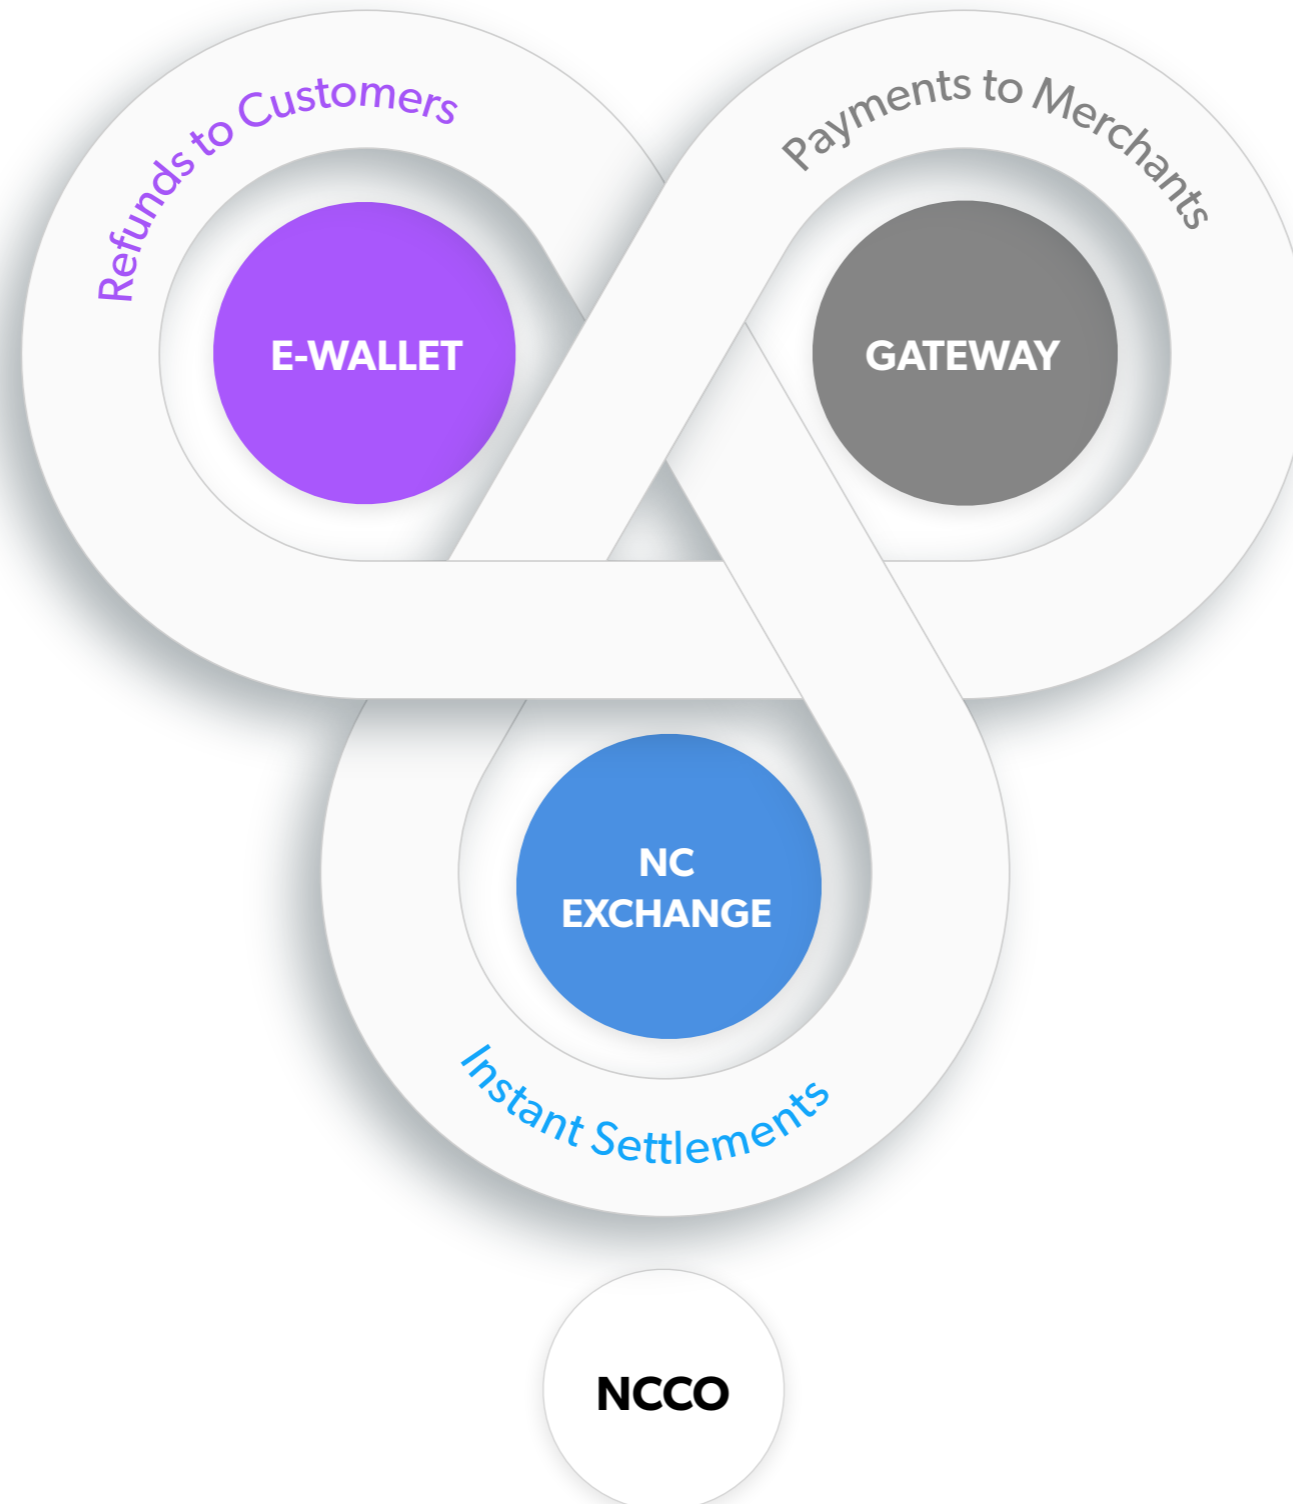 Refunds to Customers
Payments to Merchants
E-WALLET
GATEWAY
NC
EXCHANGE
Instant Settlements
NCCO